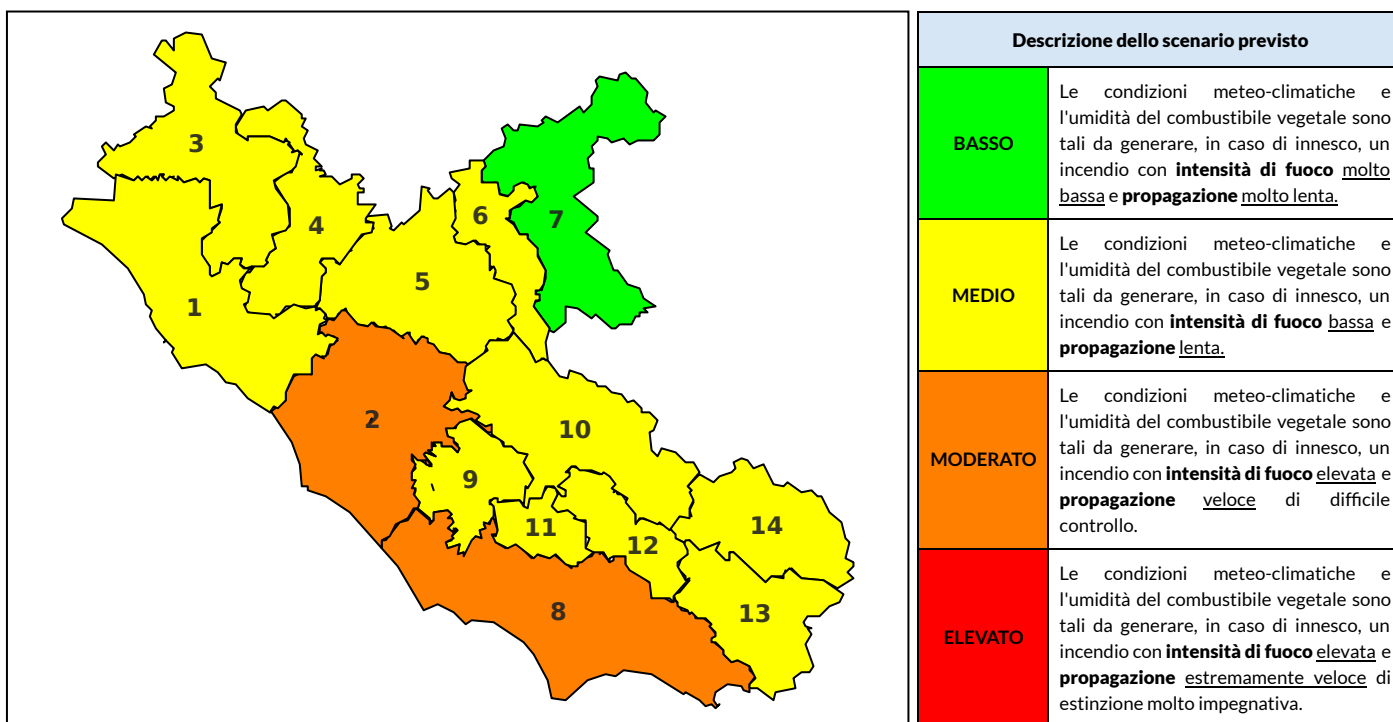 3
4
6
7
5
1
2
10
9
11
12
14
8
13
Descrizione dello scenario previsto
BASSO
Le condizioni meteo-climatiche e
l'umidità del combustibile vegetale sono
tali da generare, in caso di innesco, un
incendio con intensità di fuoco molto
bassa e propagazione molto lenta.
MEDIO
Le condizioni meteo-climatiche e
l'umidità del combustibile vegetale sono
tali da generare, in caso di innesco, un
incendio con intensità di fuoco bassa e
propagazione lenta.
MODERATO
Le condizioni meteo-climatiche e
l'umidità del combustibile vegetale sono
tali da generare, in caso di innesco, un
incendio con intensità di fuoco elevata e
propagazione veloce di difficile
controllo.
ELEVATO
Le condizioni meteo-climatiche e
l'umidità del combustibile vegetale sono
tali da generare, in caso di innesco, un
incendio con intensità di fuoco elevata e
propagazione estremamente veloce di
estinzione molto impegnativa.